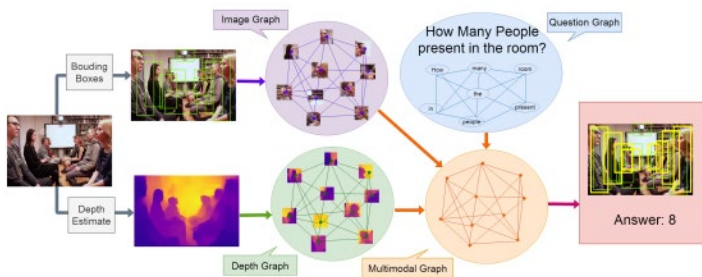 Image Graph
How Many People
present in the room?
Question Graph
Bouding
Boxes
How
many
room
the
in
present
people
Depth
Estimate
Answer: 8
Depth Graph
Multimodal Graph